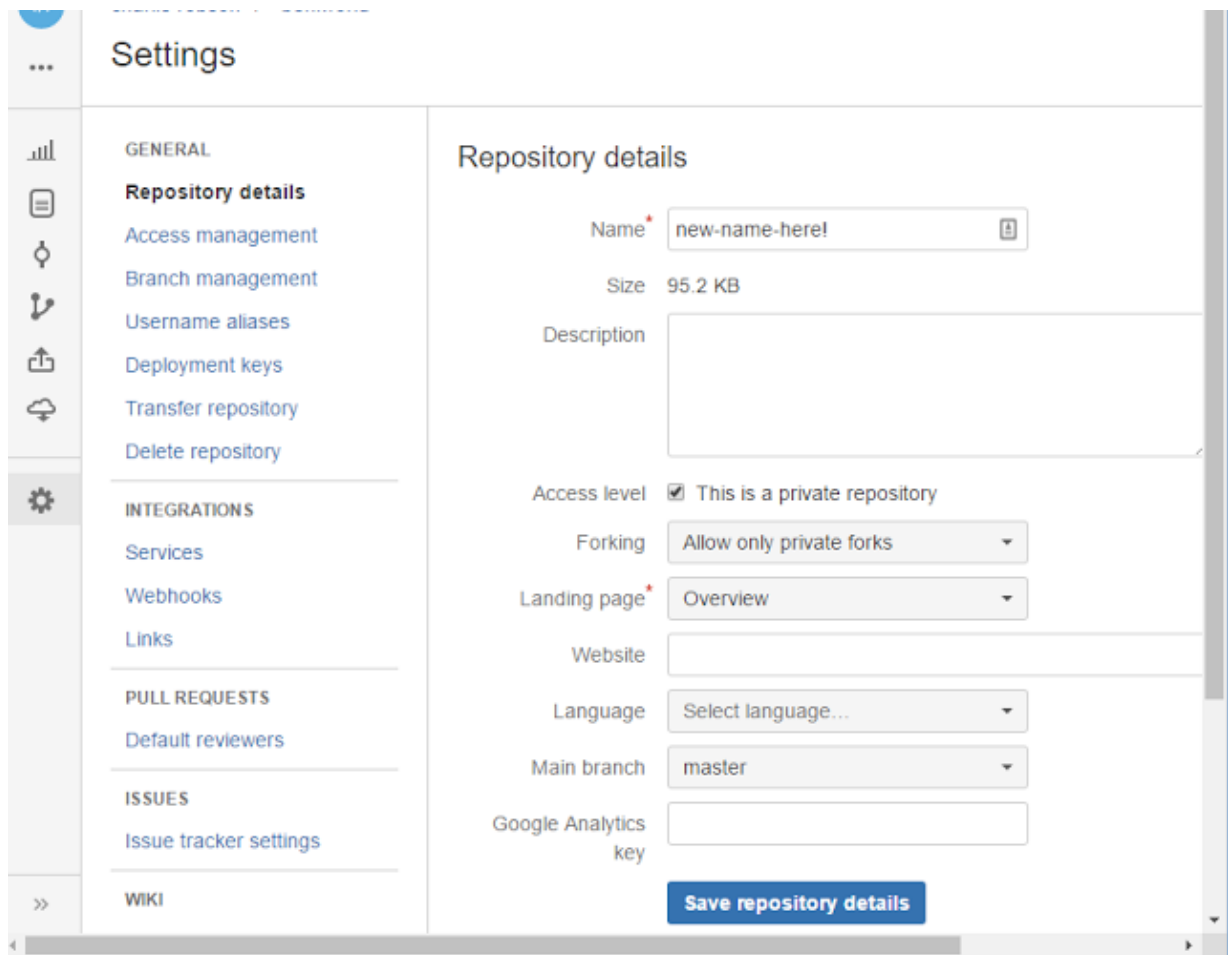 Settings
GENERAL
Repository details
Access management
Branch management
Username aliases
Deployment keys
Transfer repository
Delete repository
INTEGRATIONS
Services
Webhooks
Links
PULL REQUESTS
Default reviewers
ISSUES
Issue tracker settings
WIKI
Repository details
Name* new-name-here!
Size 95.2 KB
Description
Access level This is a private repository
Forking Allow only private forks
Landing page* Overview
Website
Language Select language...
Main branch master
Google Analytics
key
Save repository details